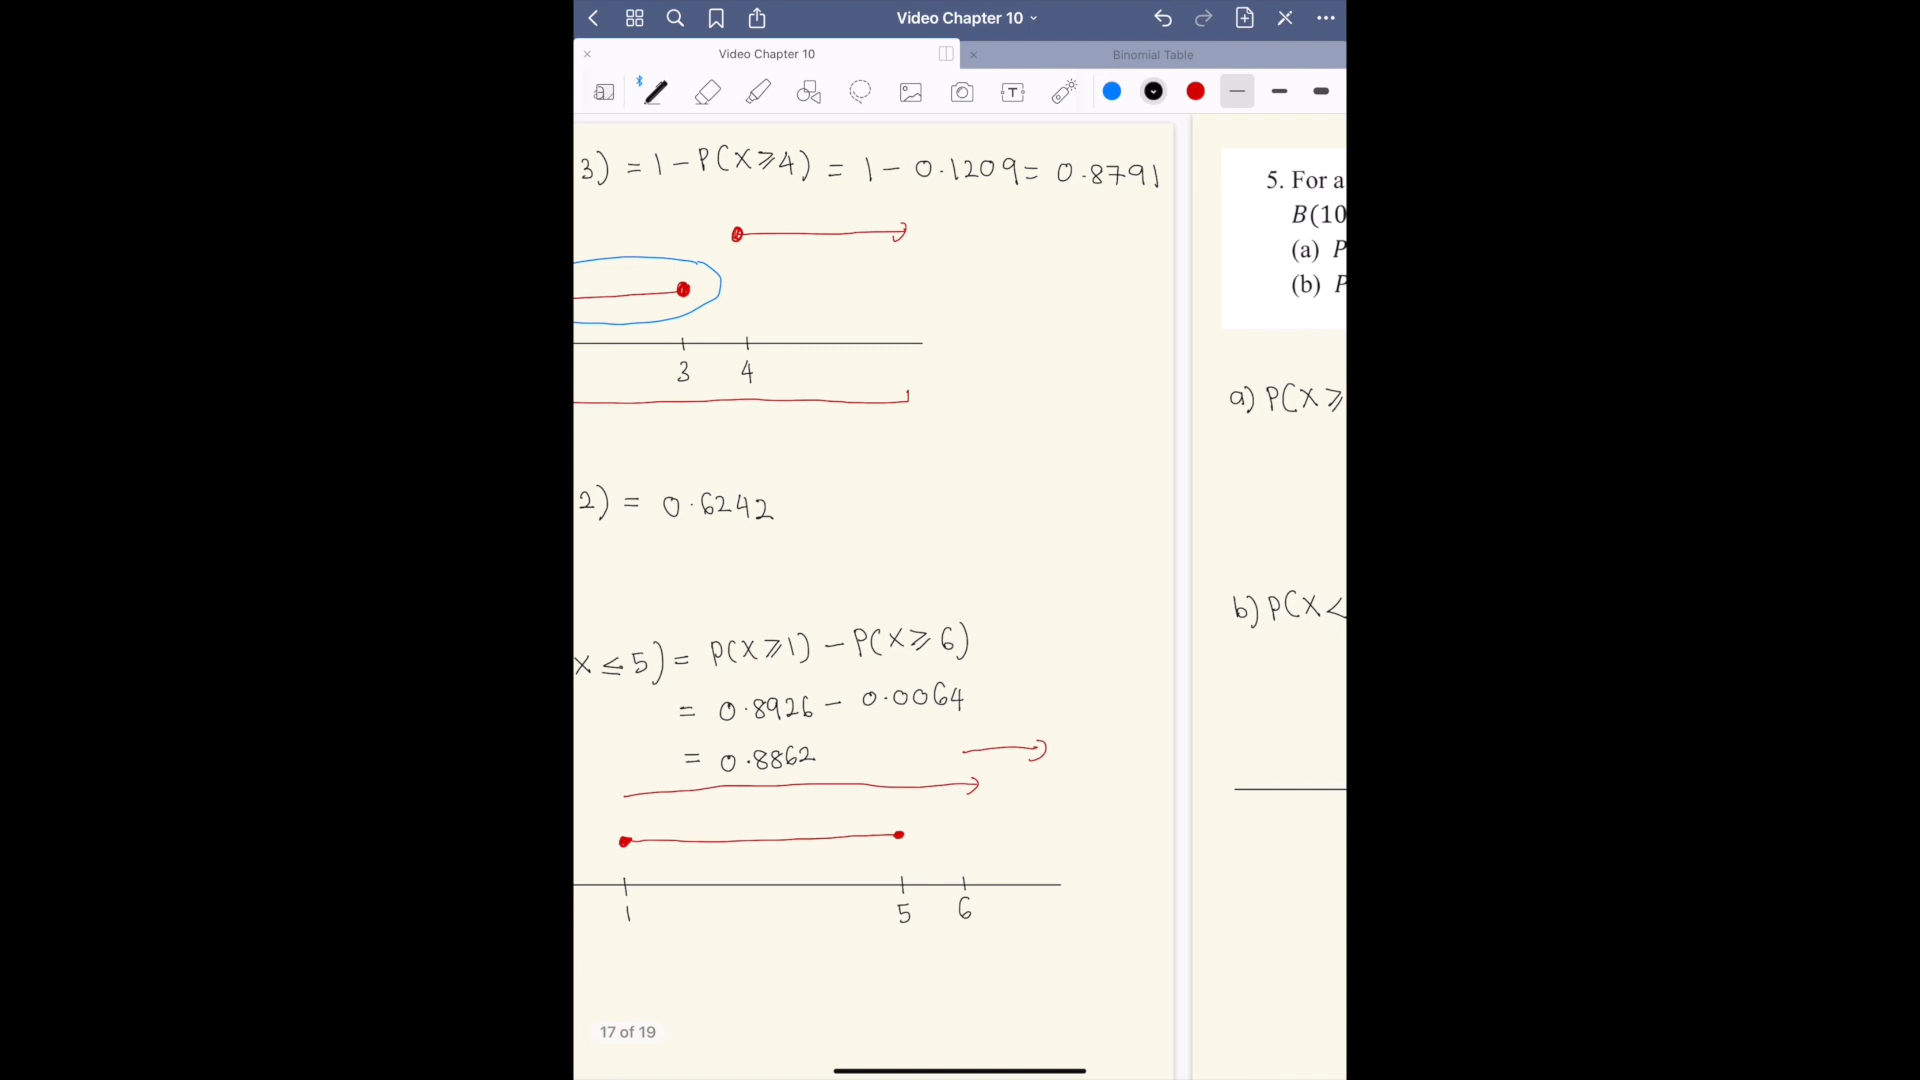 Video Chapter 10
Video Chapter 10
Binomial Table
T
3) = 1 - P(X ⩾ 4) = 1 - 0.1209 = 0.8791
3 4
2) = 0.6242
X ≤ 5) = P(X ⩾ 1) - P(X ⩾ 6)
= 0.8926 - 0.0064
= 0.8862
1 5 6
17 of 19
5. For a
B(10
(a) P
(b) P
a) P(X ⩾
b) P(X <